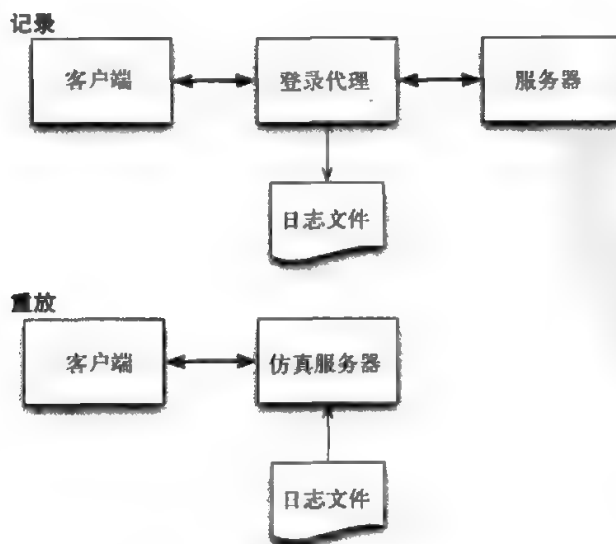 记录
客户端
登录代理
服务器
日志文件
重放
客户端
仿真服务器
日志文件